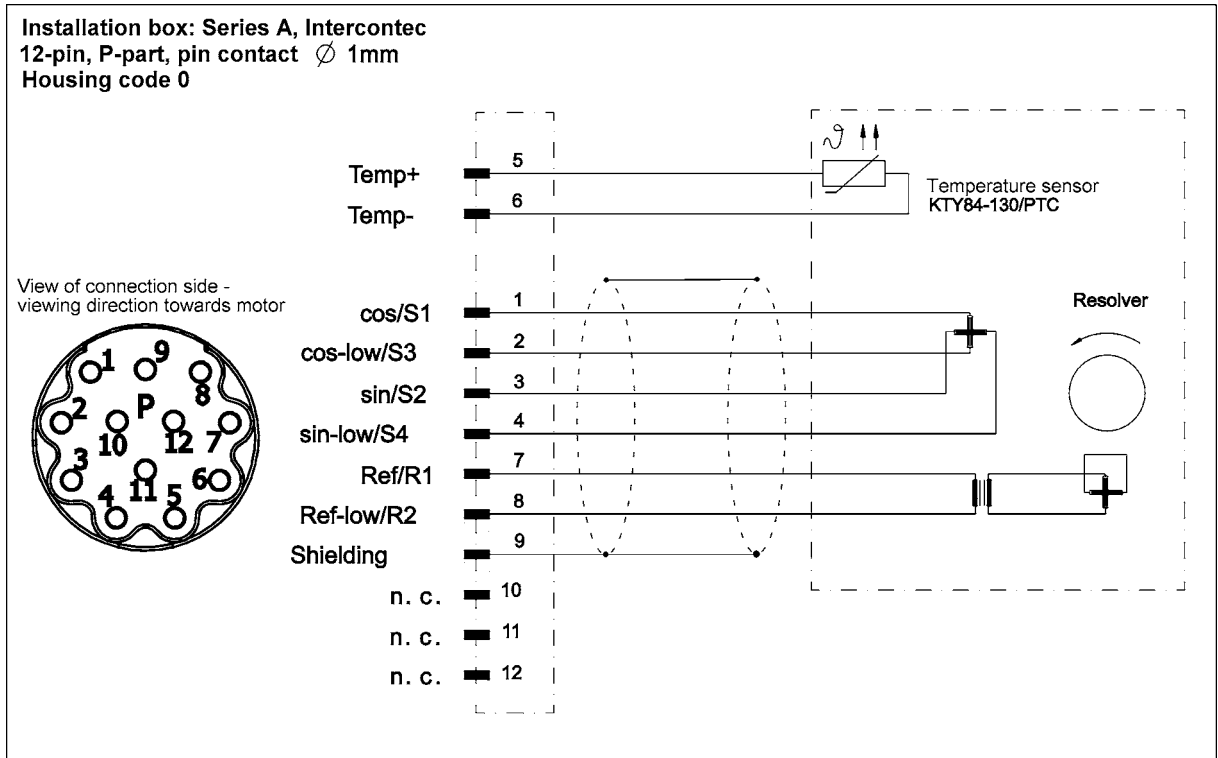 Installation box: Series A, Intercontec
12-pin, P-part, pin contact ∅ 1mm
Housing code 0
ϑ
Temp+ 5
Temp- 6
Temperature sensor
KTY84-130/PTC
View of connection side -
viewing direction towards motor
1 9 8
2 P 7
10 12
3 11 6
4 5
cos/S1 1
cos-low/S3 2
sin/S2 3
sin-low/S4 4
Ref/R1 7
Ref-low/R2 8
Shielding 9
n. c. 10
n. c. 11
n. c. 12
Resolver